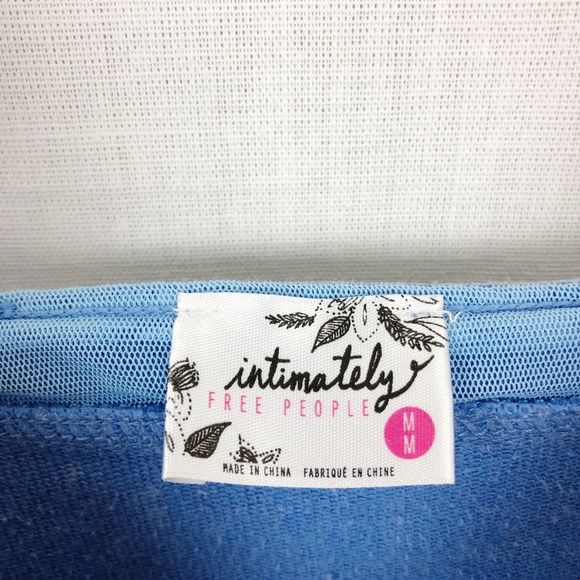 intimately
FREE PEOPLE
M
M
MADE IN CHINA FABRIQUÉ EN CHINE